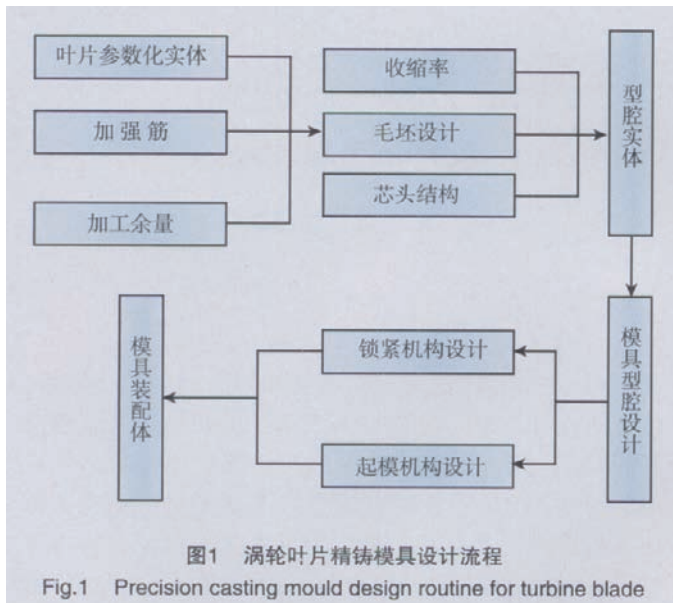 叶片参数化实体
加强筋
加工余量
收缩率
毛坯设计
芯头结构
型腔实体
模具型腔设计
锁紧机构设计
起模机构设计
模具装配体
图1 涡轮叶片精铸模具设计流程
Fig.1 Precision casting mould design routine for turbine blade